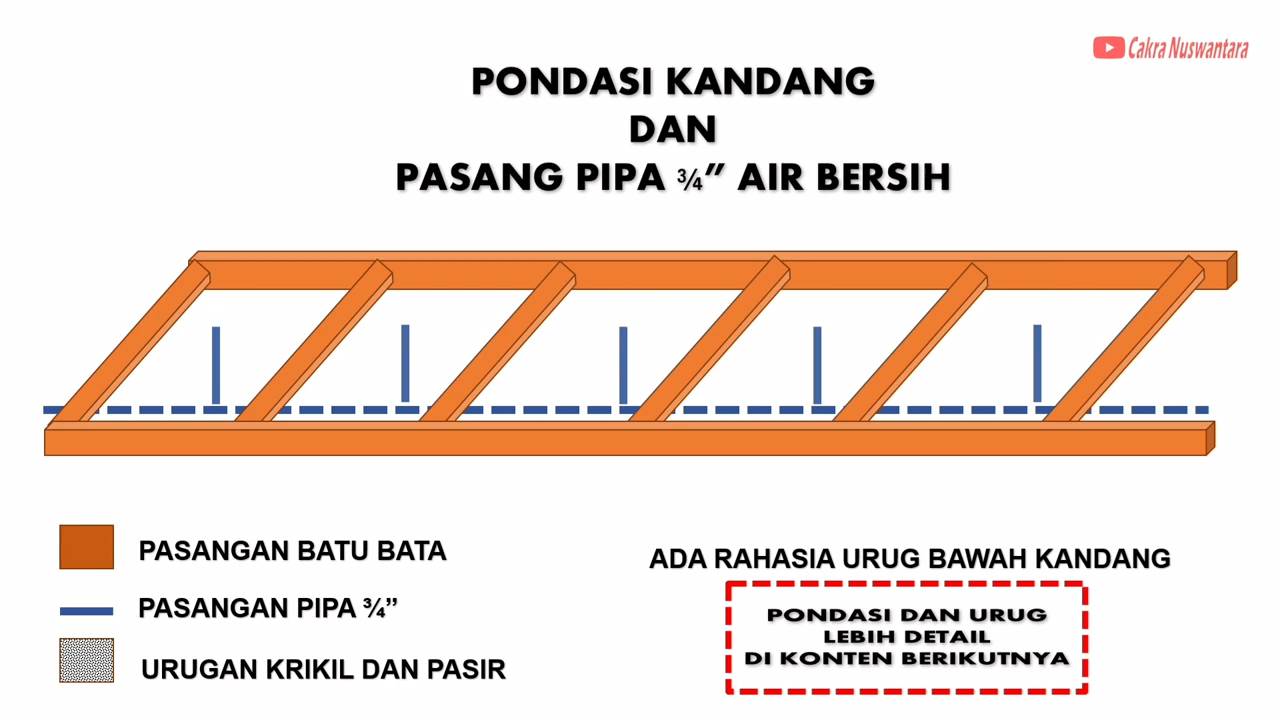 Cakra Nuswantara
PONDASI KANDANG
DAN
PASANG PIPA ¾” AIR BERSIH
PASANGAN BATU BATA
PASANGAN PIPA ¾”
URUGAN KRIKIL DAN PASIR
ADA RAHASIA URUG BAWAH KANDANG
PONDASI DAN URUG
LEBIH DETAIL
DI KONTEN BERIKUTNYA